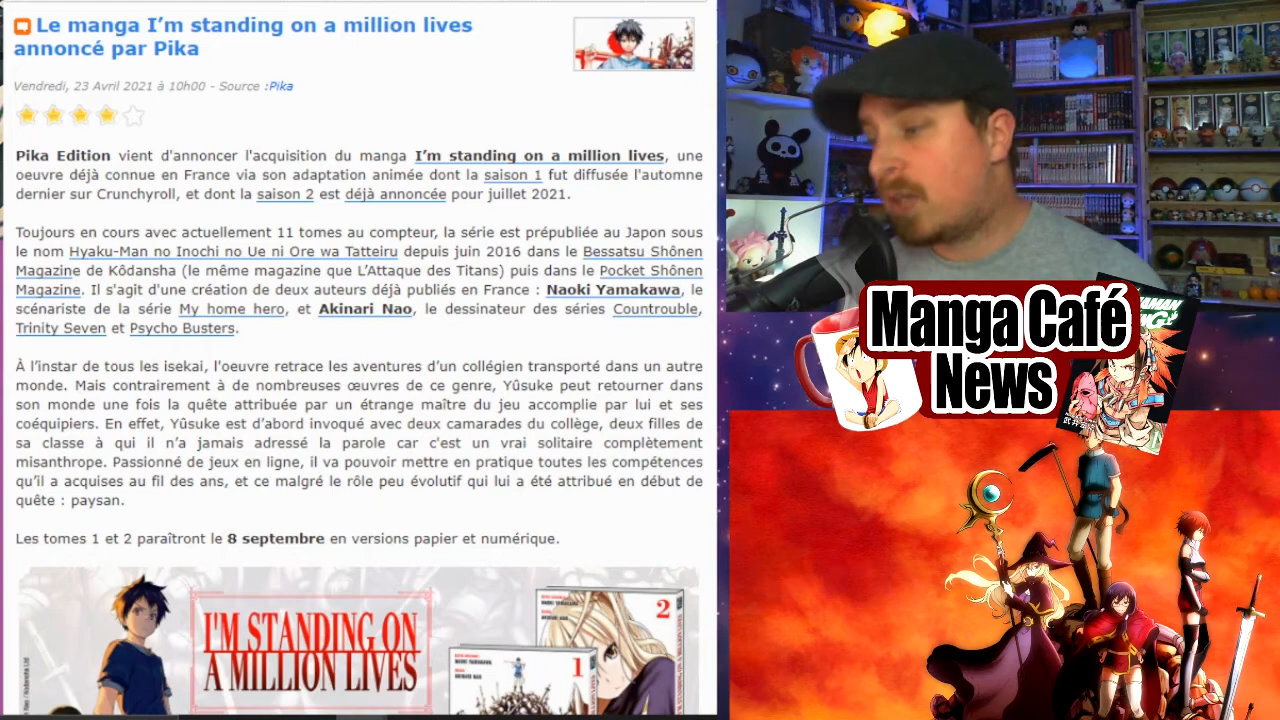 Le manga I’m standing on a million lives
annoncé par Pika
Vendredi, 23 Avril 2021 à 10h00 - Source :Pika
Pika Edition vient d'annoncer l'acquisition du manga I’m standing on a million lives, une
oeuvre déjà connue en France via son adaptation animée dont la saison 1 fut diffusée l'automne
dernier sur Crunchyroll, et dont la saison 2 est déjà annoncée pour juillet 2021.
Toujours en cours avec actuellement 11 tomes au compteur, la série est prépubliée au Japon sous
le nom Hyaku-Man no Inochi no Ue ni Ore wa Tatteiru depuis juin 2016 dans le Bessatsu Shônen
Magazine de Kôdansha (le même magazine que L’Attaque des Titans) puis dans le Pocket Shônen
Magazine. Il s'agit d'une création de deux auteurs déjà publiés en France : Naoki Yamakawa, le
scénariste de la série My home hero, et Akinari Nao, le dessinateur des séries Countrouble,
Trinity Seven et Psycho Busters.
À l’instar de tous les isekai, l'oeuvre retrace les aventures d’un collégien transporté dans un autre
monde. Mais contrairement à de nombreuses œuvres de ce genre, Yûsuke peut retourner dans
son monde une fois la quête attribuée par un étrange maître du jeu accomplie par lui et ses
coéquipiers. En effet, Yûsuke est d’abord invoqué avec deux camarades du collège, deux filles de
sa classe à qui il n’a jamais adressé la parole car c'est un vrai solitaire complètement
misanthrope. Passionné de jeux en ligne, il va pouvoir mettre en pratique toutes les compétences
qu’il a acquises au fil des ans, et ce malgré le rôle peu évolutif qui lui a été attribué en début de
quête : paysan.
Les tomes 1 et 2 paraîtront le 8 septembre en versions papier et numérique.
I'M STANDING ON
A MILLION LIVES
NAOKI YAMAKAWA
AKINARI NAO
2
NAOKI YAMAKAWA
AKINARI NAO
1
Manga Café
News